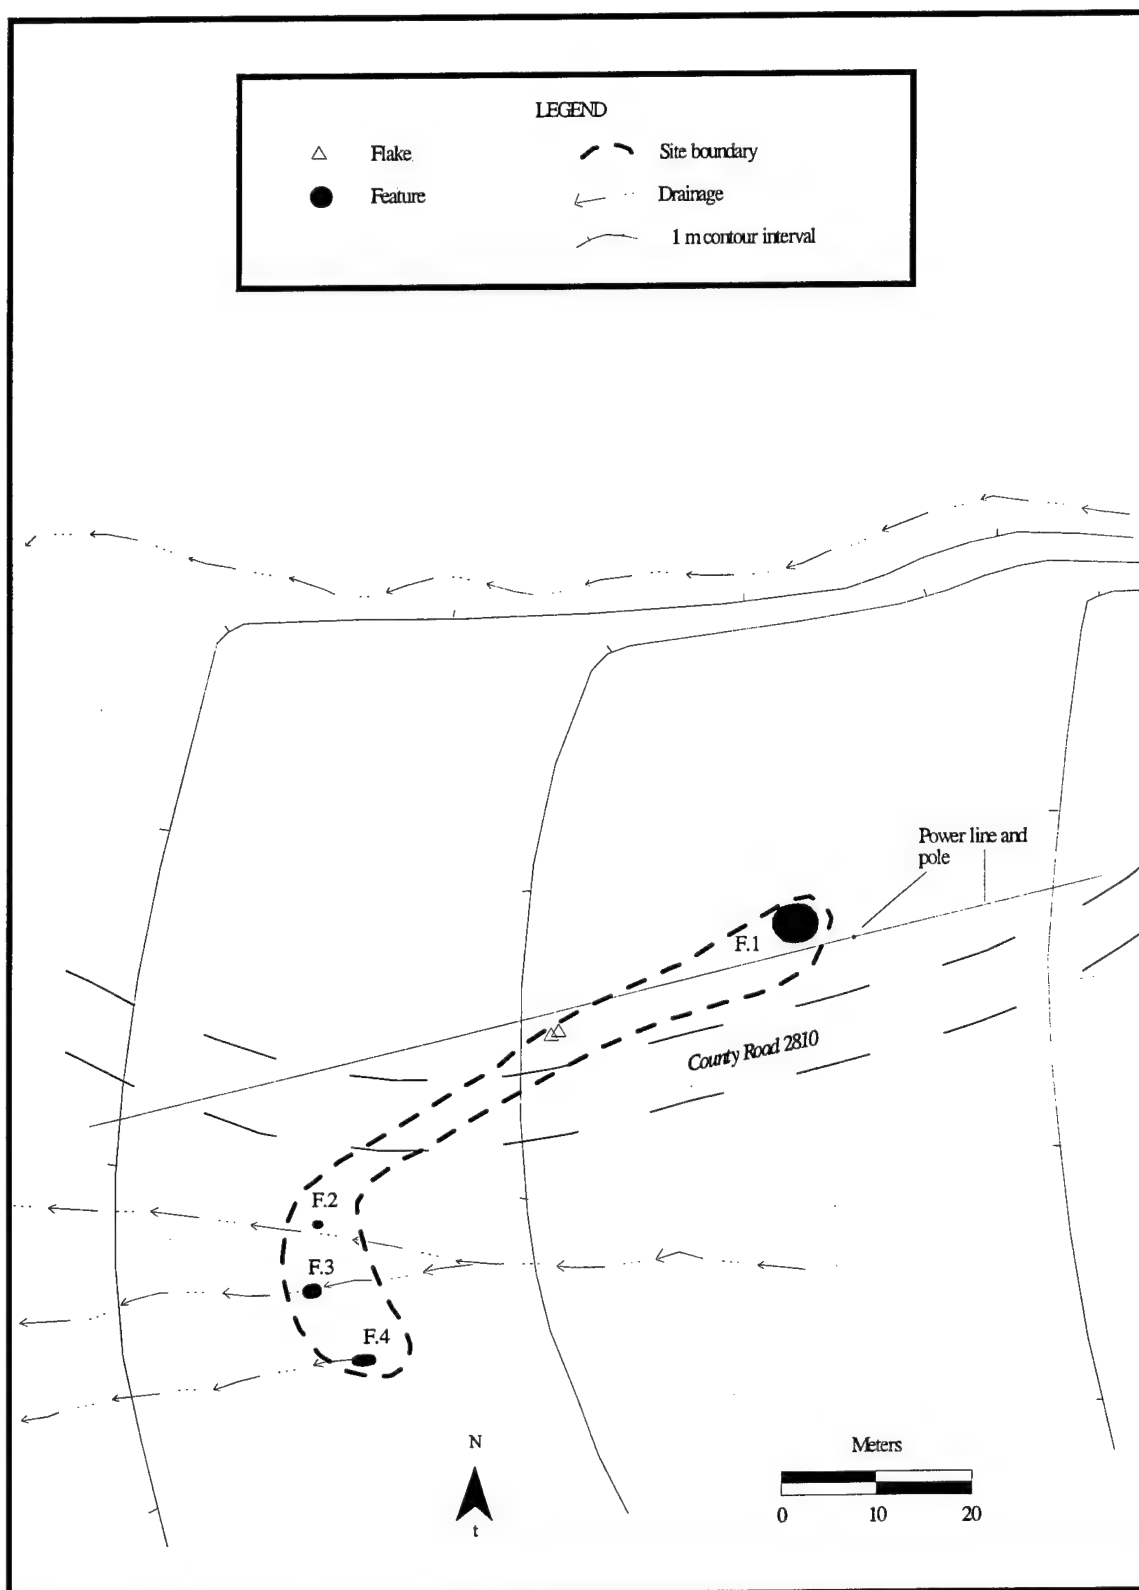 LEGEND
Flake
Site boundary
Feature
Drainage
1 m contour interval
Power line and
pole
F.1
County Road 2810
F.2
F.3
F.4
N
t
Meters
0 10 20